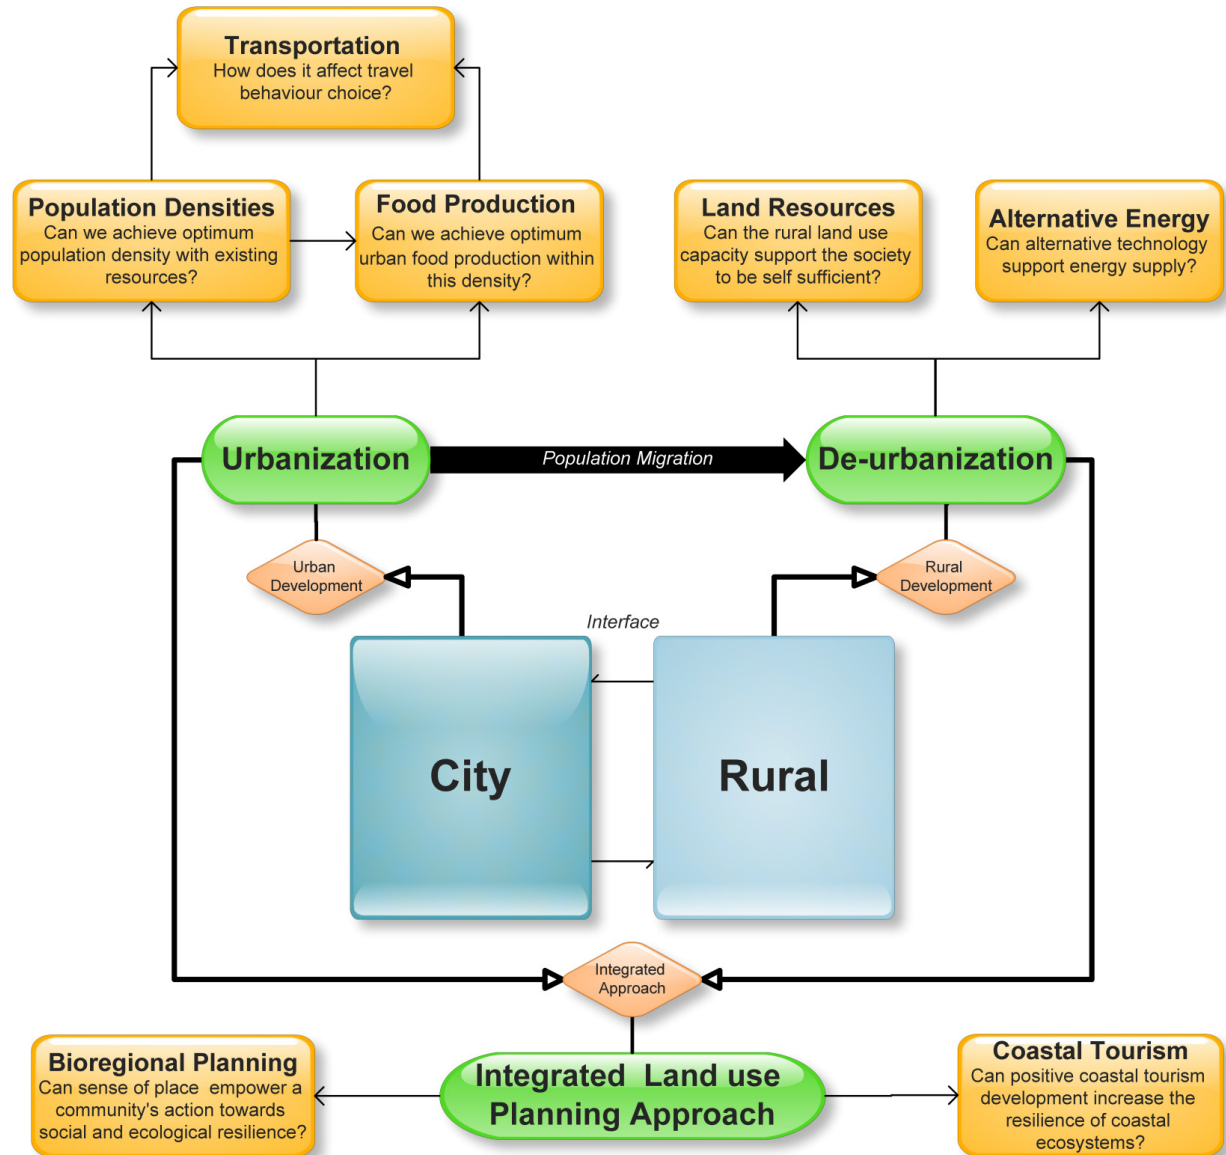 Transportation
How does it affect travel
behaviour choice?
Population Densities
Can we achieve optimum
population density with existing
resources?
Food Production
Can we achieve optimum
urban food production within
this density?
Land Resources
Can the rural land use
capacity support the society
to be self sufficient?
Alternative Energy
Can alternative technology
support energy supply?
Urbanization
Population Migration
De-urbanization
Urban
Development
Rural
Development
Interface
City
Rural
Integrated
Approach
Bioregional Planning
Can sense of place empower a
community's action towards
social and ecological resilience?
Integrated Land use
Planning Approach
Coastal Tourism
Can positive coastal tourism
development increase the
resilience of coastal
ecosystems?